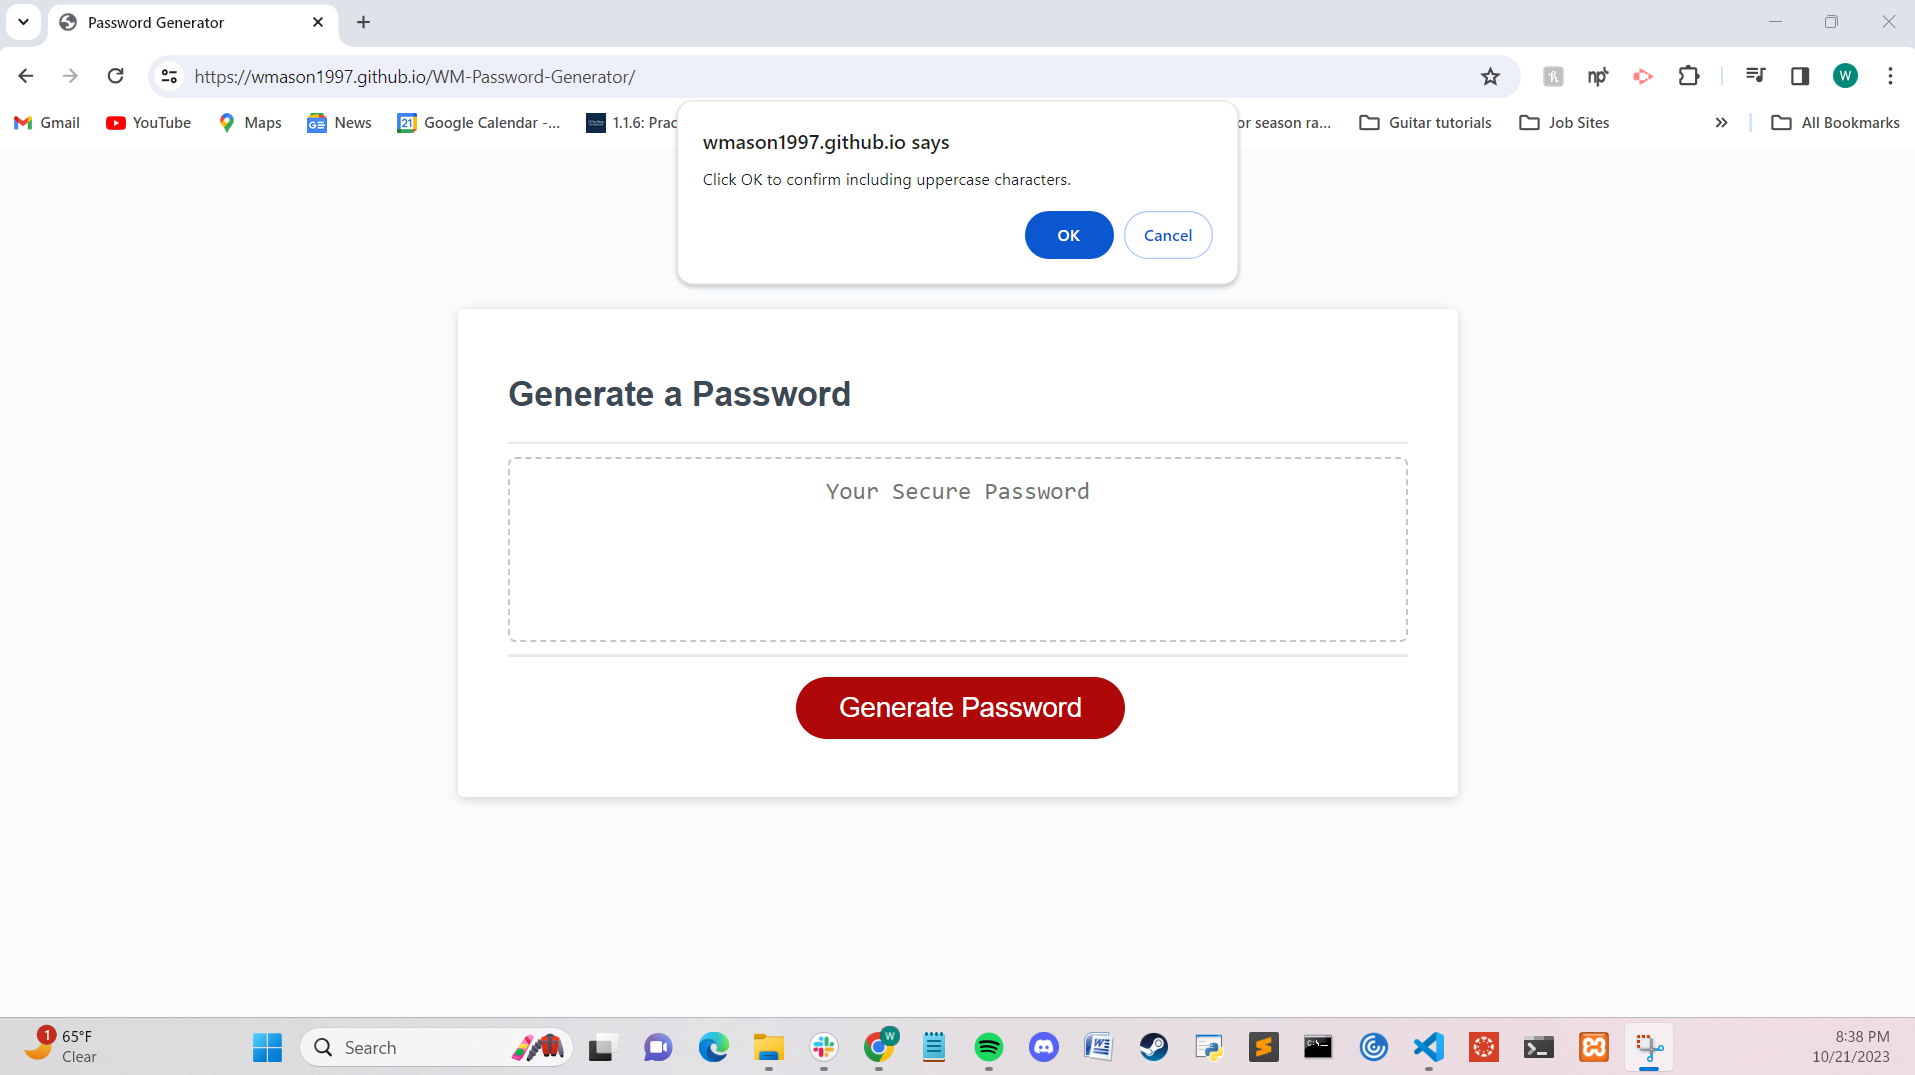 Password Generator
https://wmason1997.github.io/WM-Password-Generator/
W
Gmail
YouTube
Maps
News
Google Calendar -...
1.1.6: Prac
or season ra...
Guitar tutorials
Job Sites
All Bookmarks
wmason1997.github.io says
Click OK to confirm including uppercase characters.
OK
Cancel
Generate a Password
Your Secure Password
Generate Password
1
65°F
Clear
Search
8:38 PM
10/21/2023